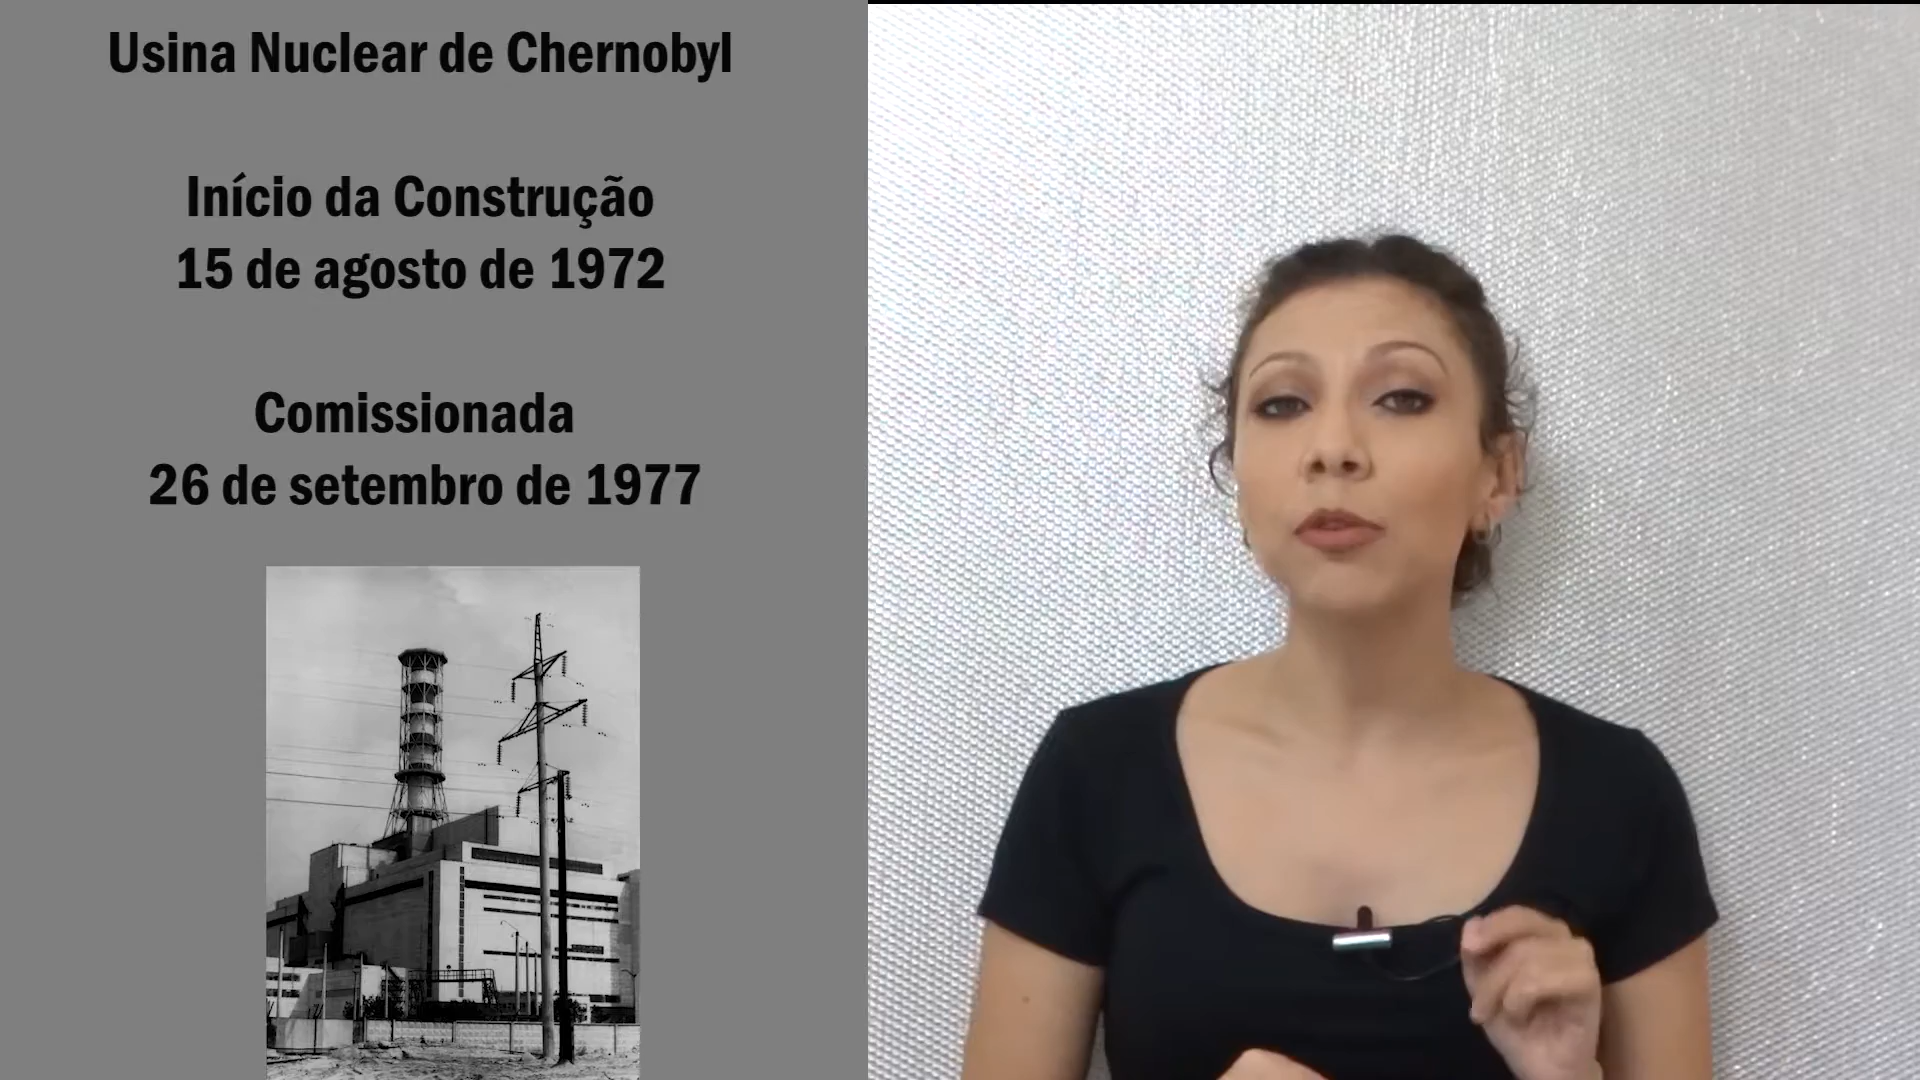 Usina Nuclear de Chernobyl
Início da Construção
15 de agosto de 1972
Comissionada
26 de setembro de 1977